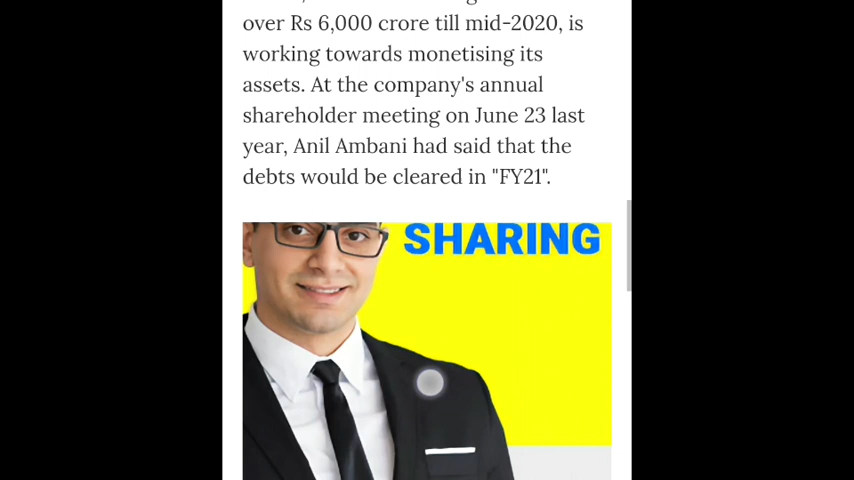 over Rs 6,000 crore till mid-2020, is
working towards monetising its
assets. At the company's annual
shareholder meeting on June 23 last
year, Anil Ambani had said that the
debts would be cleared in "FY21".
SHARING